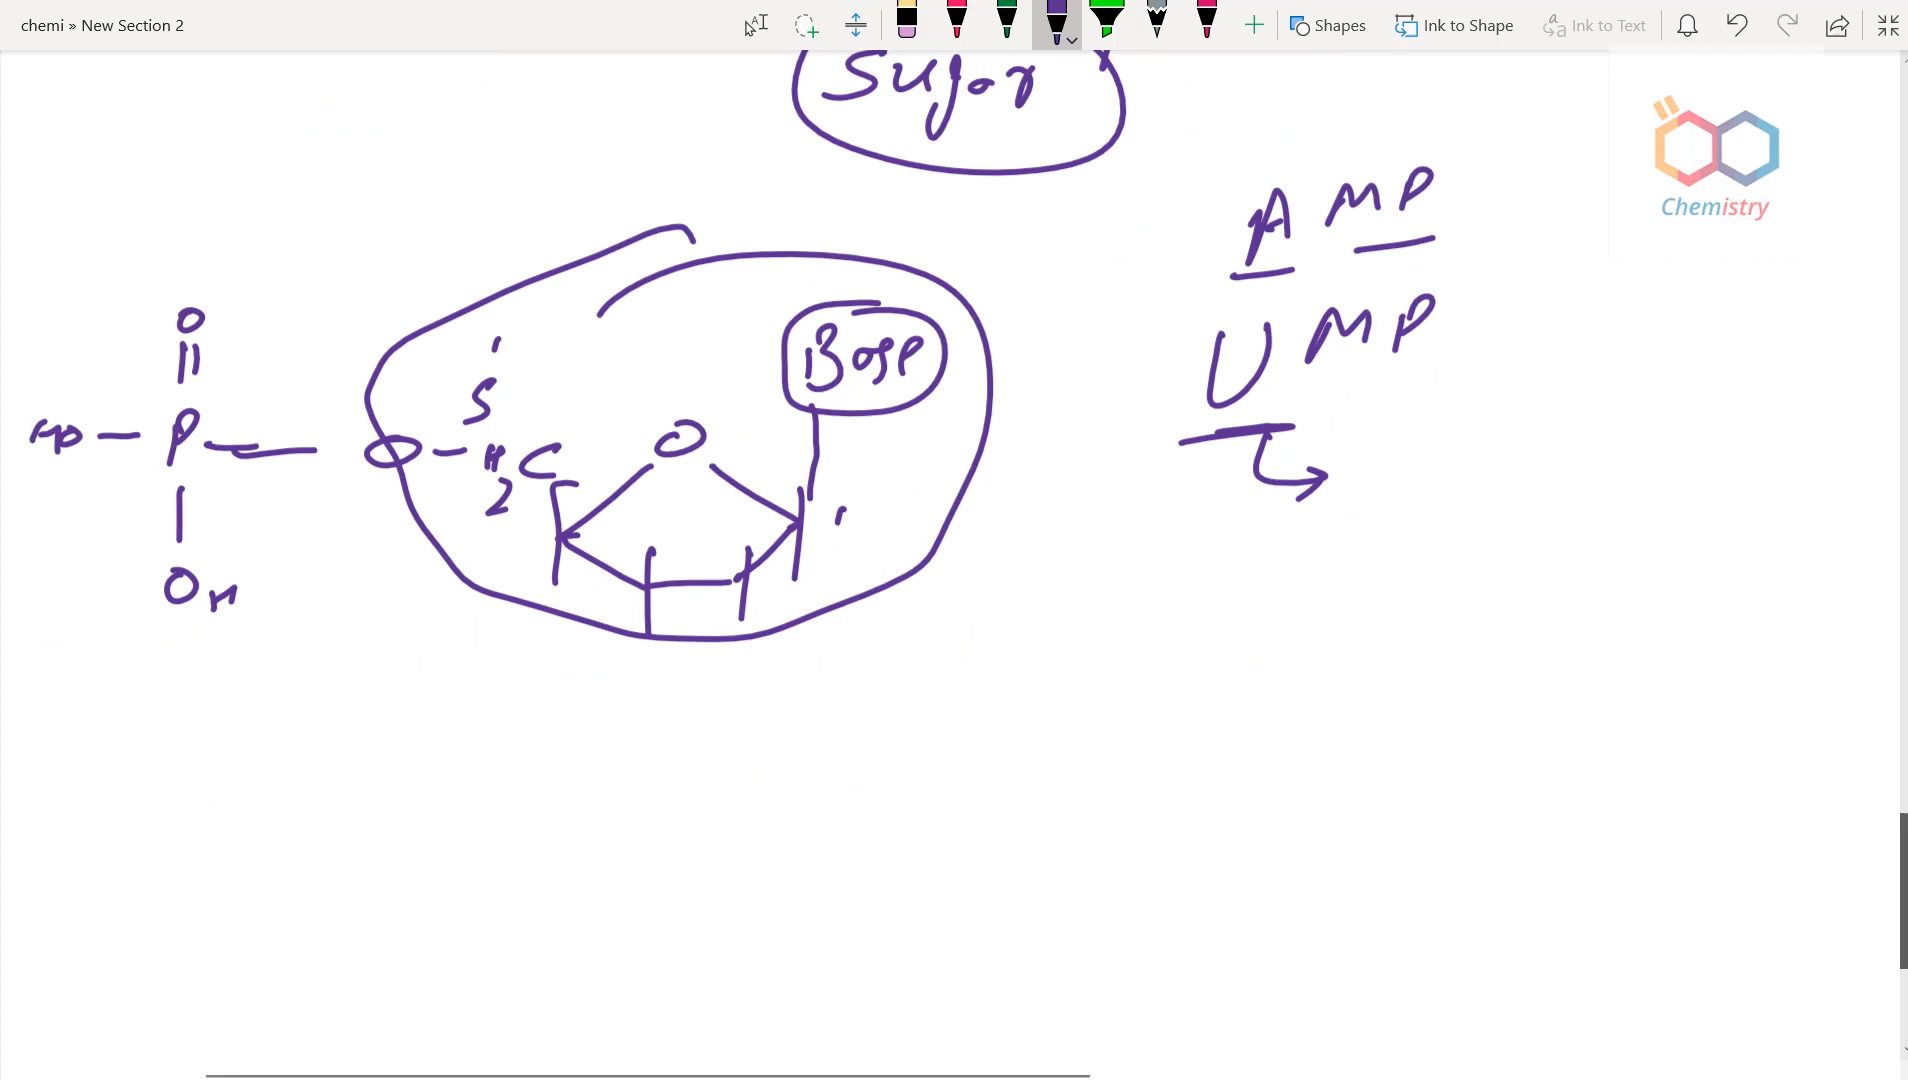 chemi » New Section 2
Shapes
Ink to Shape
Ink to Text
Sugar
Chemistry
AMP
UMP
O
Base
5'
HO - P - O - H2C
O
1'
OH